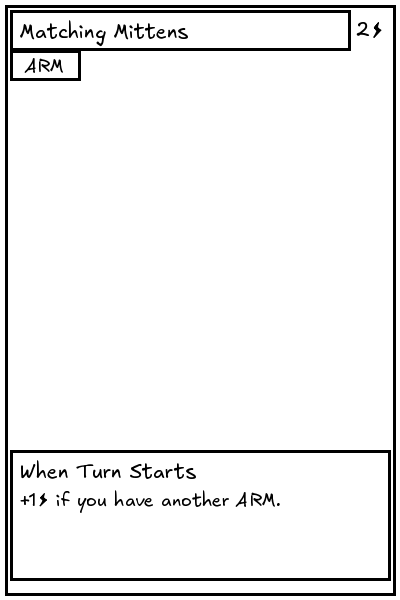 Matching Mittens
2⚡
ARM
When Turn Starts
+1⚡ if you have another ARM.